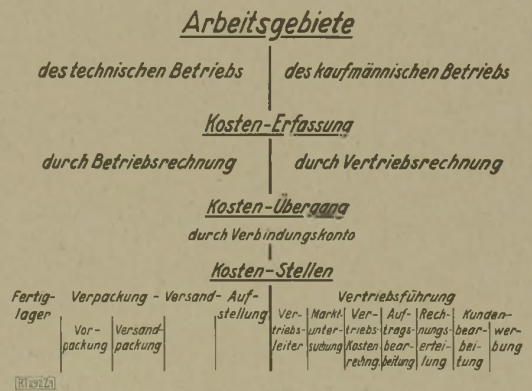 Arbeitsgebiete
des technischen Betriebs des kaufmännischen Betriebs
Kosten-Erfassung
durch Betriebsrechnung durch Vertriebsrechnung
Kosten-Übergang
durch Verbindungskonto
Kosten-Stellen
Fertig- Verpackung - Versand- Auf- Vertriebsführung
lager stellung
Vor- Versand- Ver- Markt- Ver- Auf- Rech- Kunden-
packung packung triebs- unter- triebs- trags- nungs- bear- wer-
leiter suchung Kosten bear- ertei- bei- bung
rechng. beitung lung tung